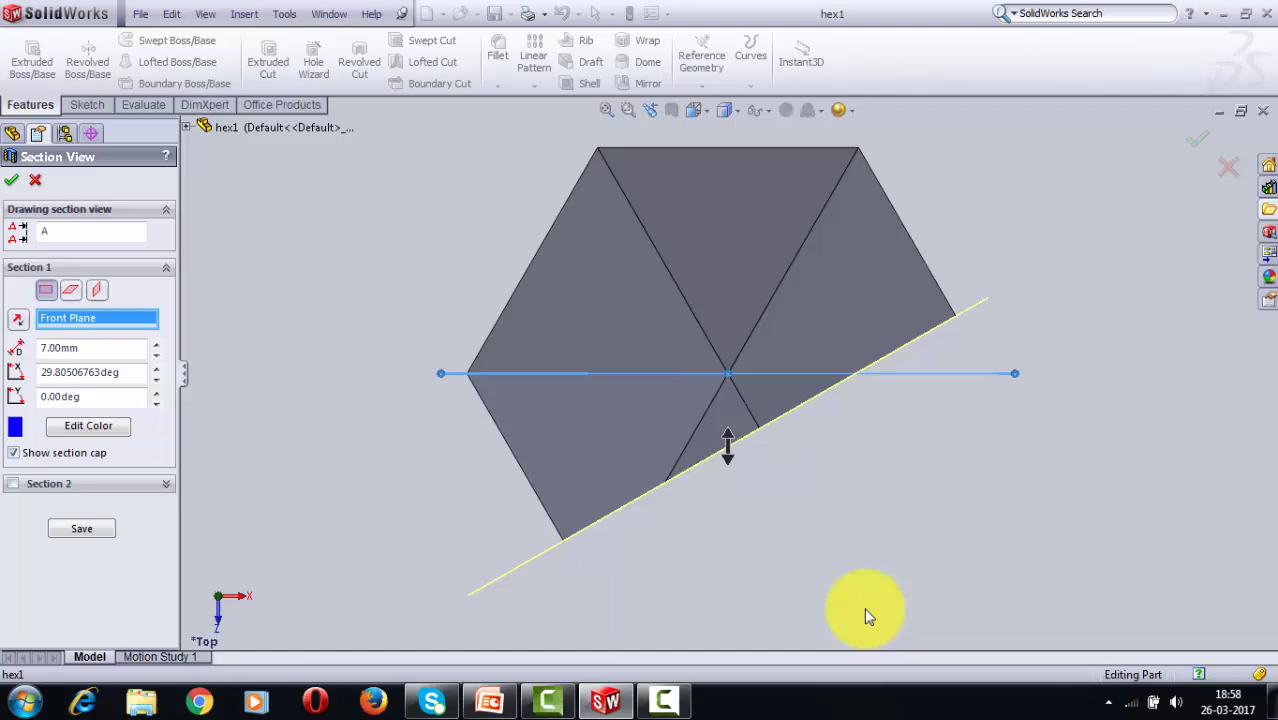 SolidWorks File Edit View Insert Tools Window Help hex1 SolidWorks Search
Extruded Boss/Base
Revolved Boss/Base
Swept Boss/Base
Lofted Boss/Base
Boundary Boss/Base
Extruded Cut
Hole Wizard
Revolved Cut
Swept Cut
Lofted Cut
Boundary Cut
Fillet
Linear Pattern
Rib
Draft
Shell
Wrap
Dome
Mirror
Reference Geometry
Curves
Instant3D
Features Sketch Evaluate DimXpert Office Products
hex1 (Default<<Default>_...
Section View ?
Drawing section view
A
Section 1
Front Plane
7.00mm
29.80506763deg
0.00deg
Edit Color
Show section cap
Section 2
Save
X
Z
*Top
Model Motion Study 1
hex1 Editing Part
18:58
26-03-2017